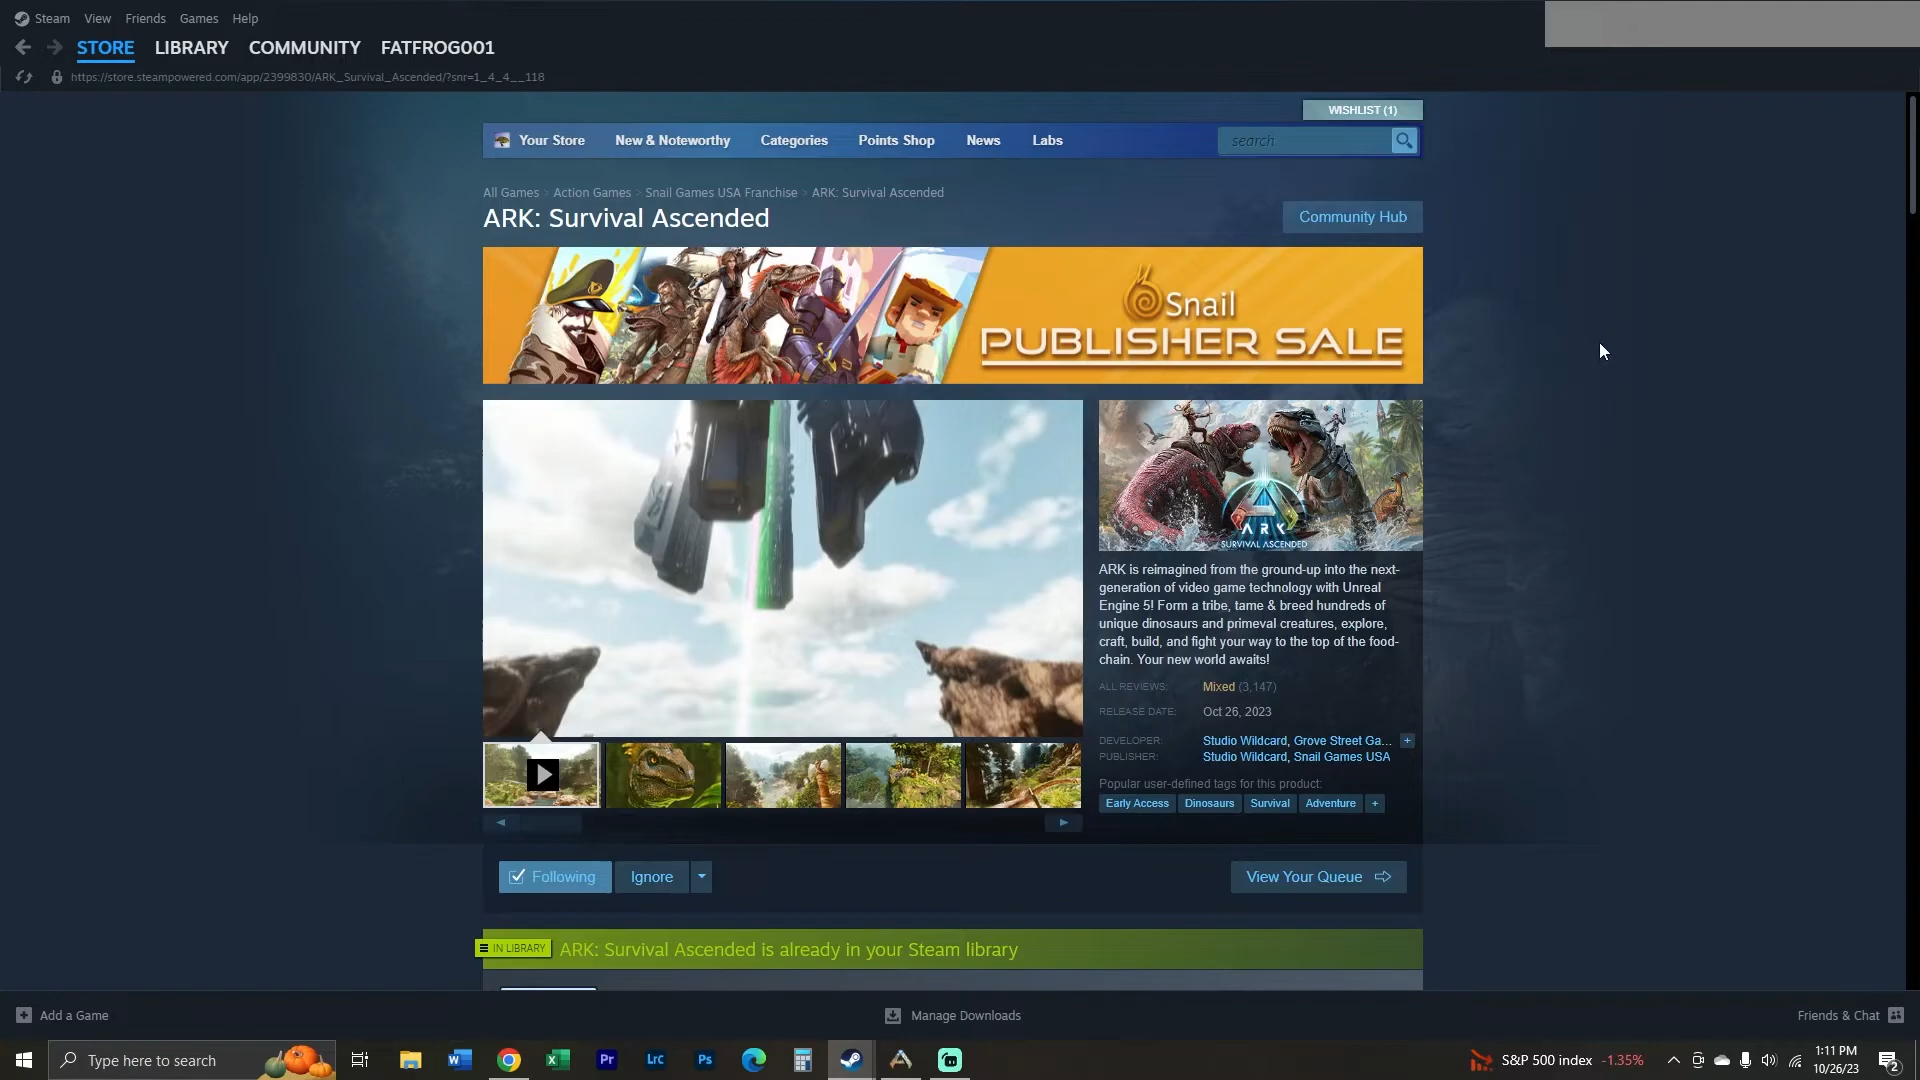 Steam View Friends Games Help
STORE LIBRARY COMMUNITY FATFROG001
https://store.steampowered.com/app/2399830/ARK_Survival_Ascended/?snr=1_4_4__118
WISHLIST (1)
Your Store New & Noteworthy Categories Points Shop News Labs search
All Games > Action Games > Snail Games USA Franchise > ARK: Survival Ascended
ARK: Survival Ascended
Community Hub
Snail
PUBLISHER SALE
ARK
SURVIVAL ASCENDED
ARK is reimagined from the ground-up into the next-
generation of video game technology with Unreal
Engine 5! Form a tribe, tame & breed hundreds of
unique dinosaurs and primeval creatures, explore,
craft, build, and fight your way to the top of the food-
chain. Your new world awaits!
ALL REVIEWS: Mixed (3,147)
RELEASE DATE: Oct 26, 2023
DEVELOPER: Studio Wildcard, Grove Street Ga... +
PUBLISHER: Studio Wildcard, Snail Games USA
Popular user-defined tags for this product:
Early Access Dinosaurs Survival Adventure +
Following Ignore View Your Queue
IN LIBRARY ARK: Survival Ascended is already in your Steam library
Add a Game Manage Downloads Friends & Chat
Type here to search W X Pr Lrc Ps S&P 500 index -1.35% 1:11 PM
10/26/23 2